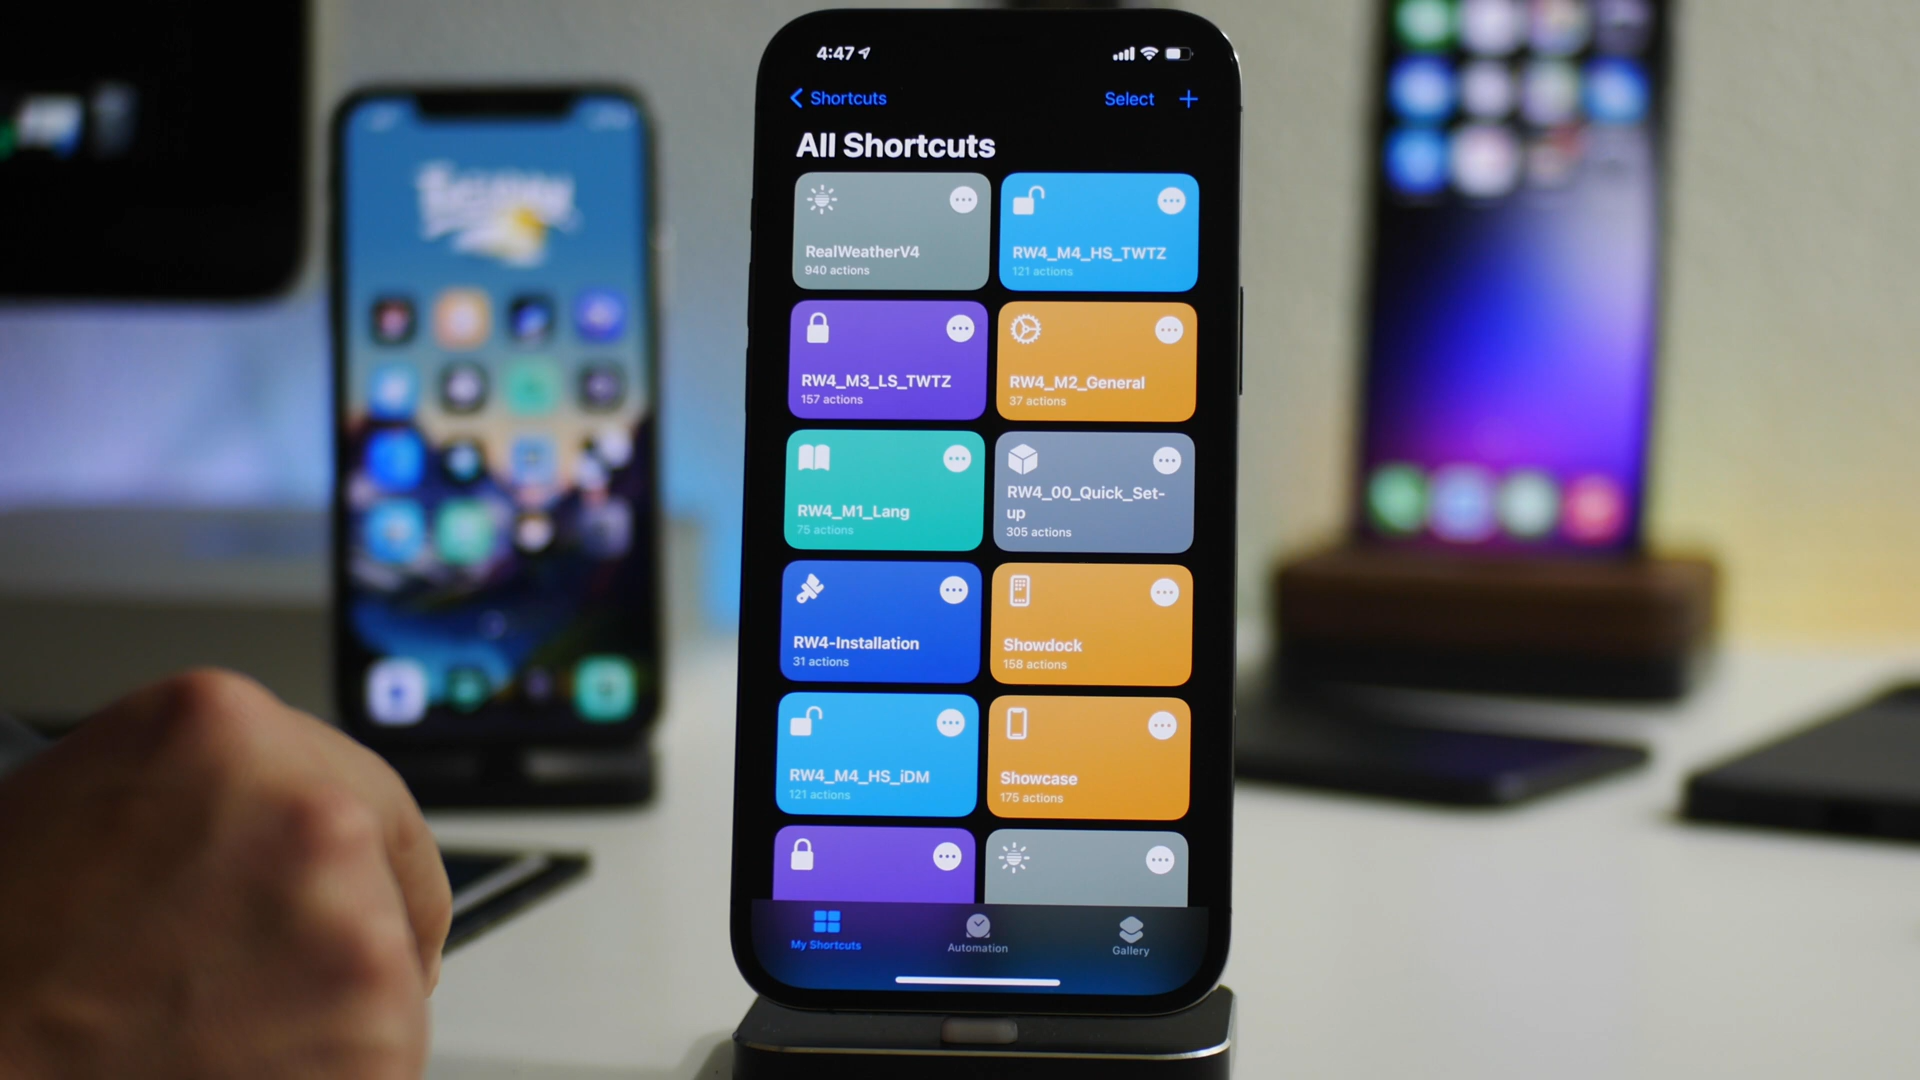 4:47
Shortcuts
Select +
All Shortcuts
RealWeatherV4
940 actions
RW4_M4_HS_TWTZ
121 actions
RW4_M3_LS_TWTZ
157 actions
RW4_M2_General
37 actions
RW4_M1_Lang
75 actions
RW4_00_Quick_Set-
up
305 actions
RW4-Installation
31 actions
Showdock
158 actions
RW4_M4_HS_iDM
121 actions
Showcase
175 actions
My Shortcuts
Automation
Gallery